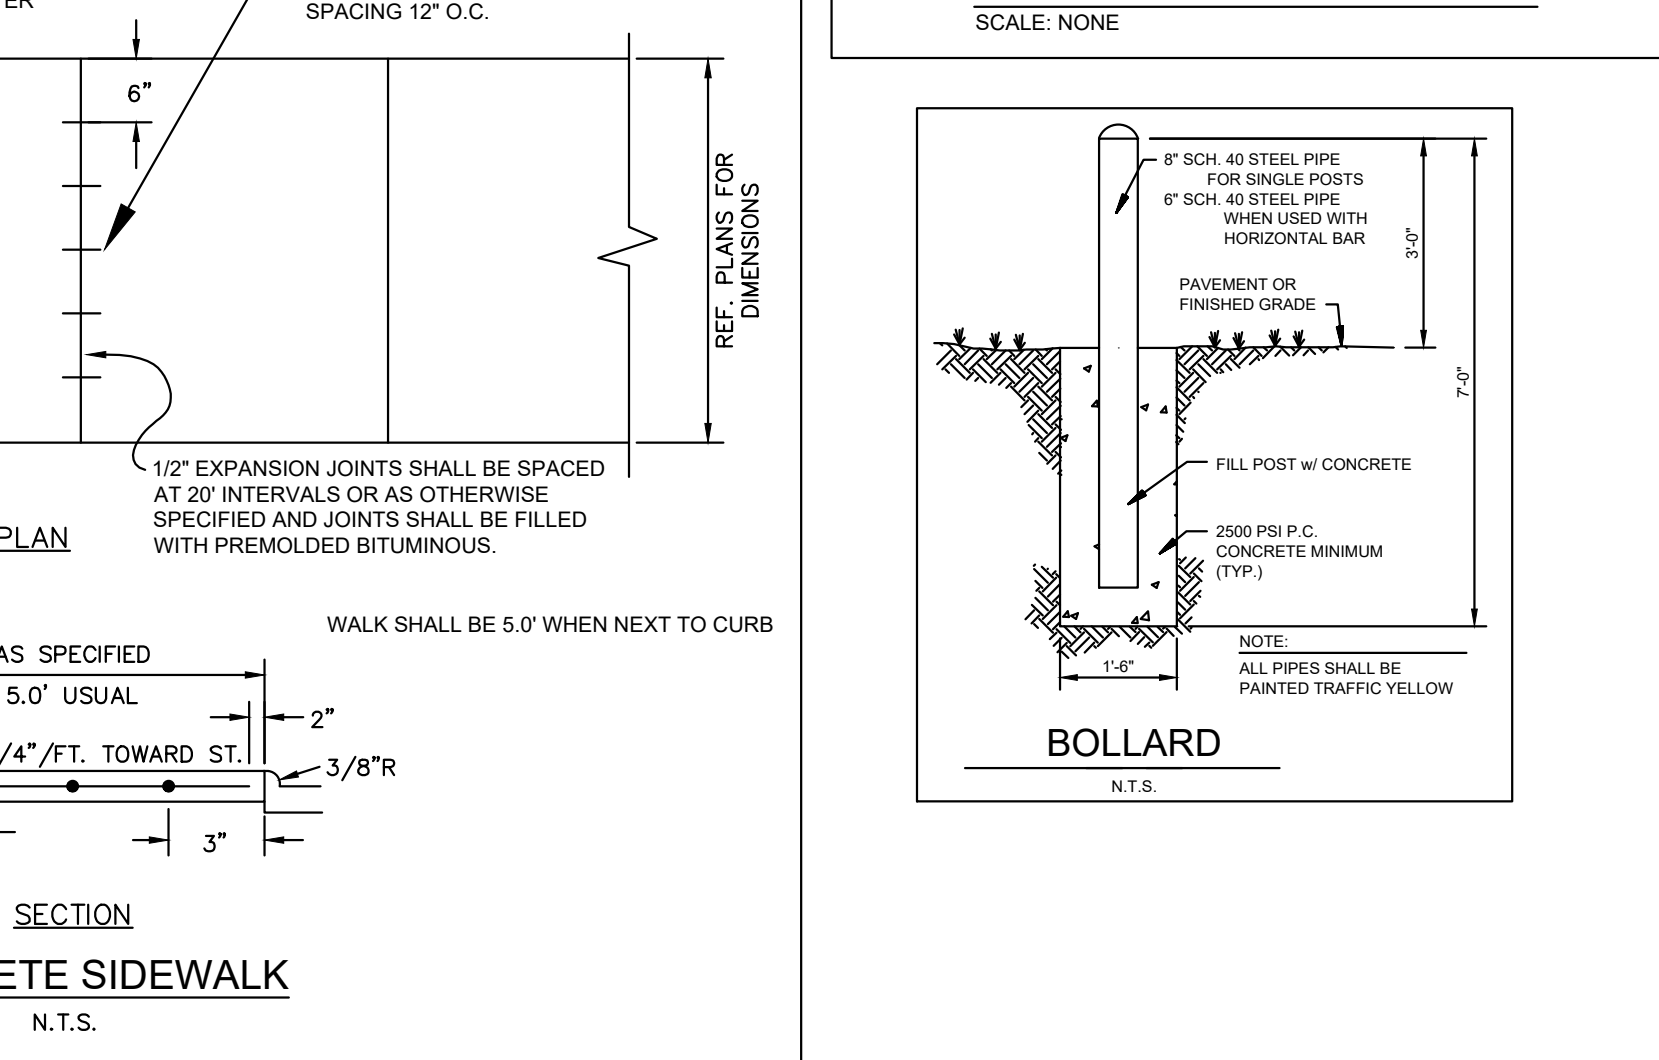 SPACING 12" O.C.
6”
REF. PLANS FOR
DIMENSIONS
1/2" EXPANSION JOINTS SHALL BE SPACED
AT 20' INTERVALS OR AS OTHERWISE
SPECIFIED AND JOINTS SHALL BE FILLED
WITH PREMOLDED BITUMINOUS.
PLAN
WALK SHALL BE 5.0' WHEN NEXT TO CURB
AS SPECIFIED
5.0’ USUAL
2”
/4”/FT. TOWARD ST.
3/8”R
3”
SECTION
ETE SIDEWALK
N.T.S.
SCALE: NONE
8" SCH. 40 STEEL PIPE
FOR SINGLE POSTS
6" SCH. 40 STEEL PIPE
WHEN USED WITH
HORIZONTAL BAR
3'-0"
PAVEMENT OR
FINISHED GRADE
7'-0"
FILL POST w/ CONCRETE
2500 PSI P.C.
CONCRETE MINIMUM
(TYP.)
NOTE:
ALL PIPES SHALL BE
PAINTED TRAFFIC YELLOW
1'-6"
BOLLARD
N.T.S.